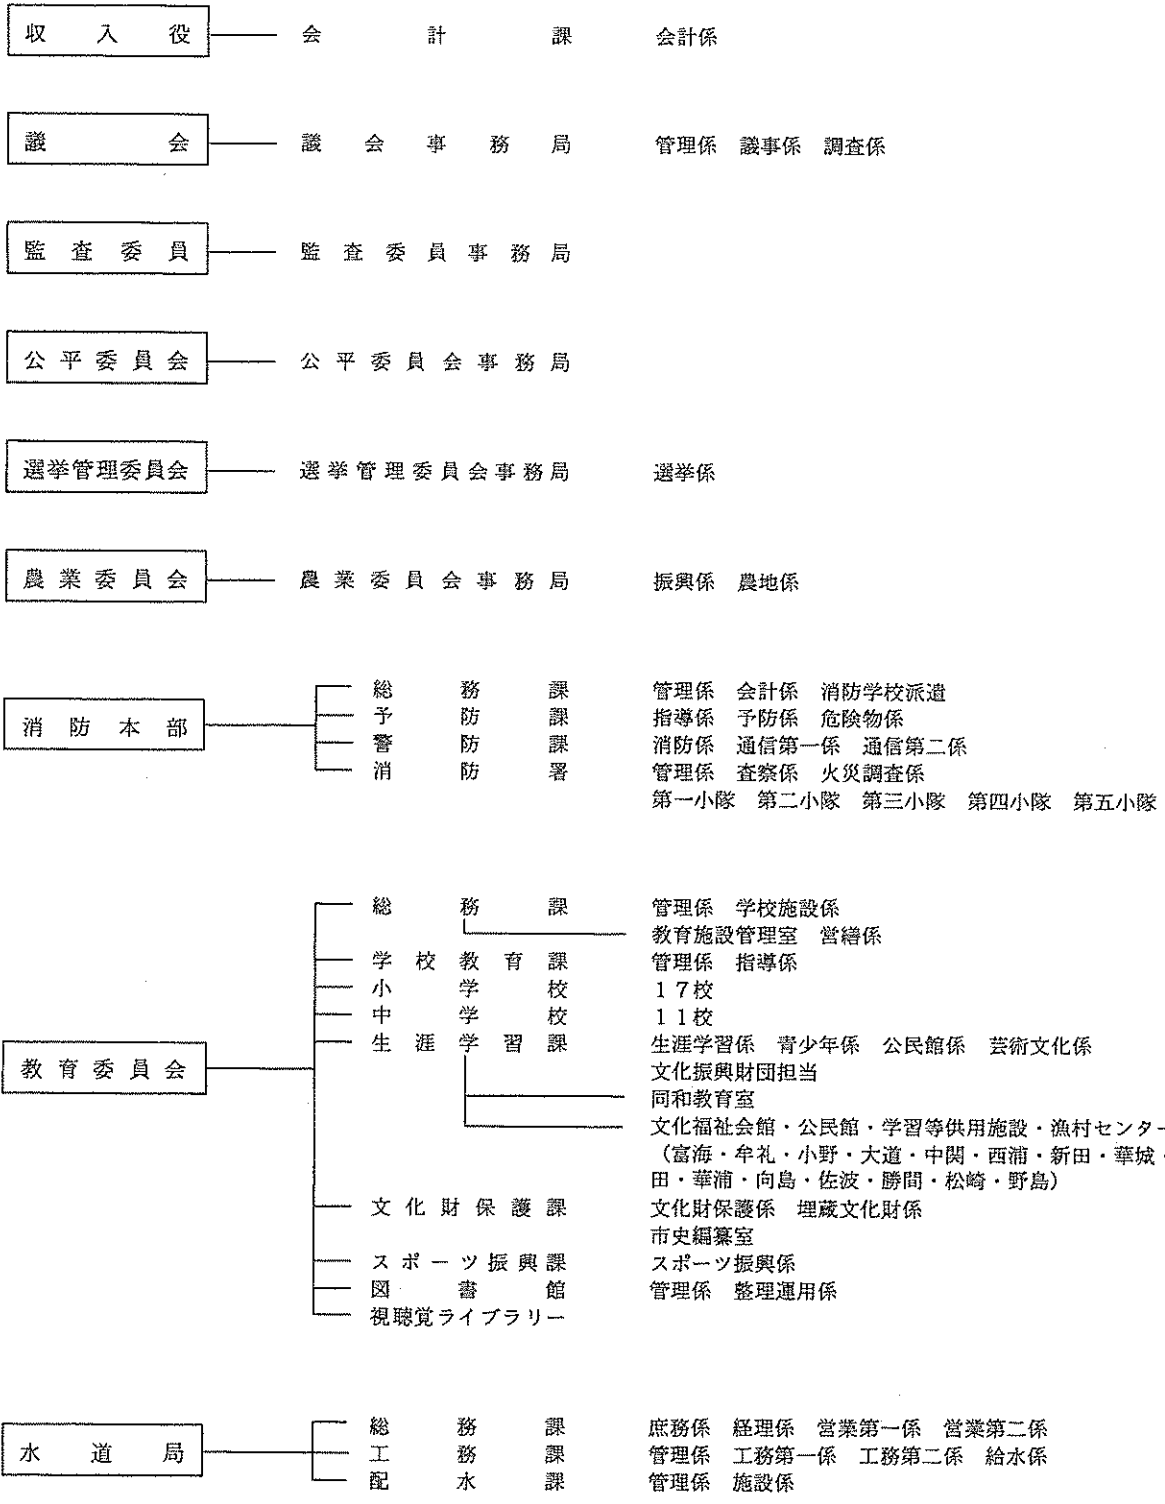 収入役 会計課 会計係
議会 議会事務局 管理係 議事係 調査係
監査委員 監査委員事務局
公平委員会 公平委員会事務局
選挙管理委員会 選挙管理委員会事務局 選挙係
農業委員会 農業委員会事務局 振興係 農地係
総務課 管理係 会計係 消防学校派遣
消防本部 予防課 指導係 予防係 危険物係
警防課 消防係 通信第一係 通信第二係
消防署 管理係 査察係 火災調査係
第一小隊 第二小隊 第三小隊 第四小隊 第五小隊
総務課 管理係 学校施設係
教育施設管理室 営繕係
学校教育課 管理係 指導係
小学校 17校
中学校 11校
生涯学習課 生涯学習係 青少年係 公民館係 芸術文化係
教育委員会 文化振興財団担当
同和教育室
文化福祉会館・公民館・学習等供用施設・漁村センター
（富海・牟礼・小野・大道・中関・西浦・新田・華城・
田・華浦・向島・佐波・勝間・松崎・野島）
文化財保護課 文化財保護係 埋蔵文化財係
市史編纂室
スポーツ振興課 スポーツ振興係
図書館 管理係 整理運用係
視聴覚ライブラリー
総務課 庶務係 経理係 営業第一係 営業第二係
水道局 工務課 管理係 工務第一係 工務第二係 給水係
配水課 管理係 施設係